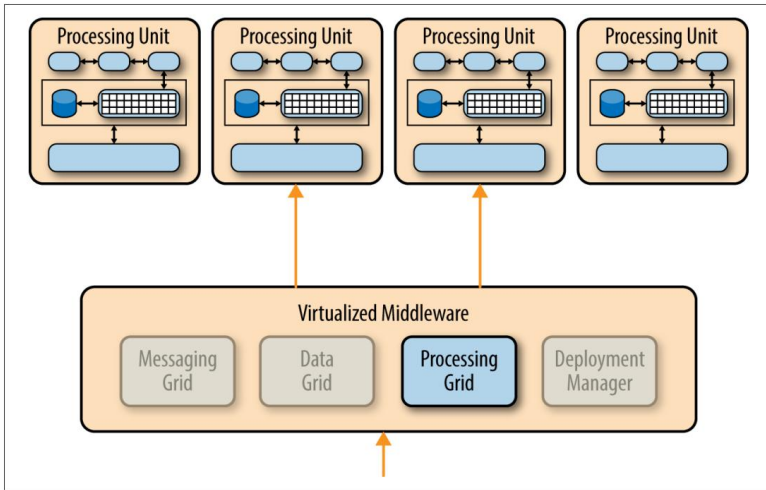 Processing Unit
Processing Unit
Processing Unit
Processing Unit
Virtualized Middleware
Messaging
Grid
Data
Grid
Processing
Grid
Deployment
Manager